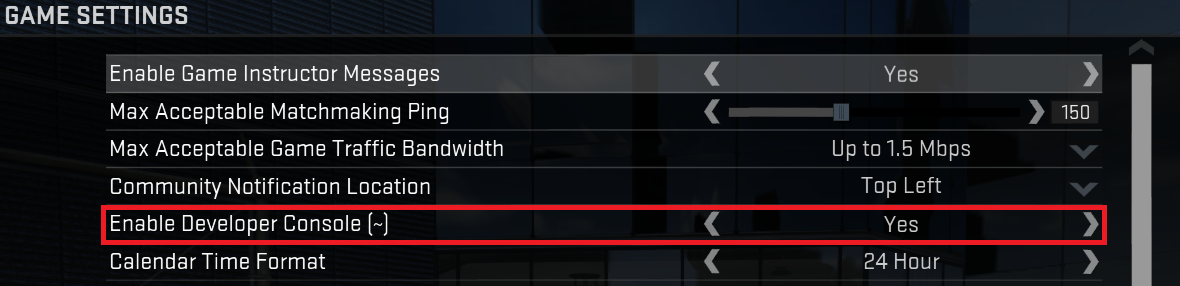 GAME SETTINGS
Enable Game Instructor Messages Yes
Max Acceptable Matchmaking Ping 150
Max Acceptable Game Traffic Bandwidth Up to 1.5 Mbps
Community Notification Location Top Left
Enable Developer Console (~) Yes
Calendar Time Format 24 Hour